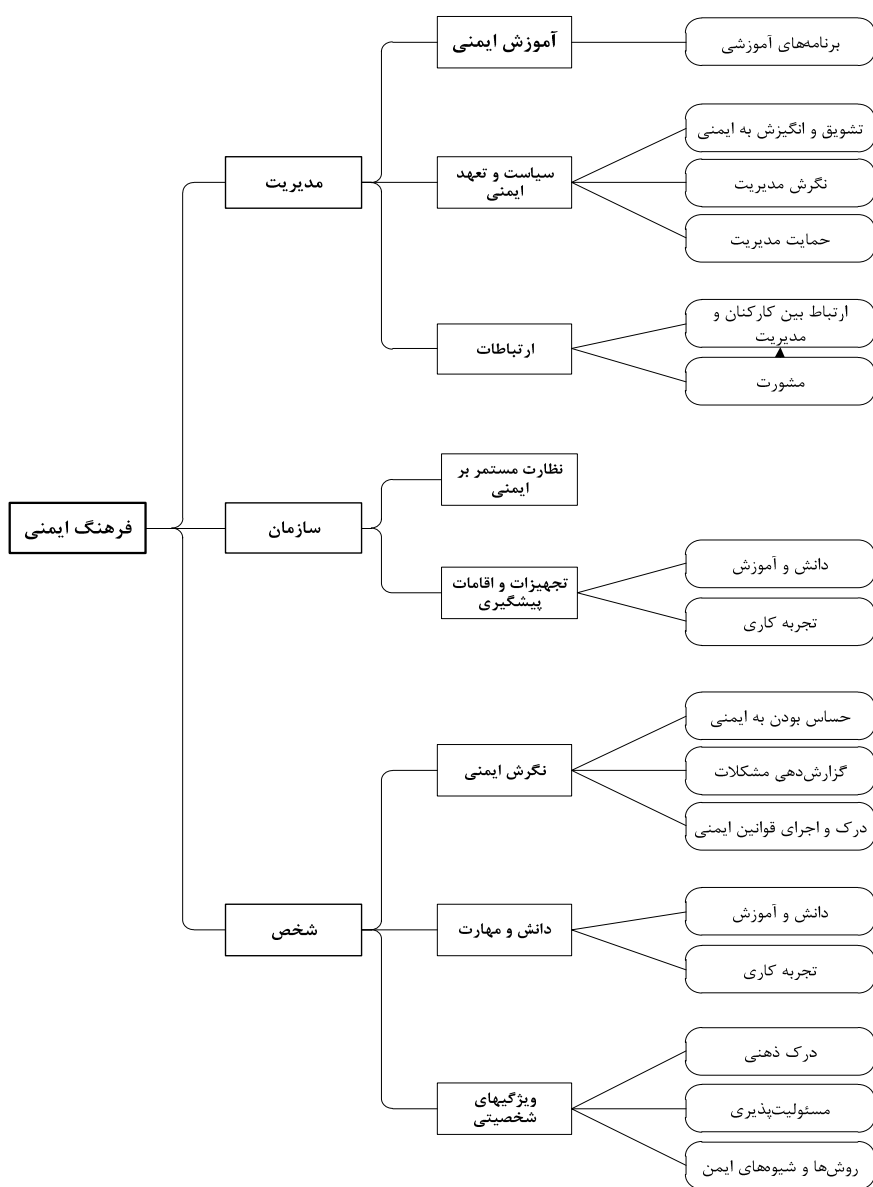 آموزش ایمنی
برنامه‌های آموزشی
تشویق و انگیزش به ایمنی
مدیریت
سیاست و تعهد
ایمنی
نگرش مدیریت
حمایت مدیریت
ارتباطات
ارتباط بین کارکنان و
مدیریت
مشورت
فرهنگ ایمنی
سازمان
نظارت مستمر بر
ایمنی
تجهیزات و اقامات
پیشگیری
دانش و آموزش
تجربه کاری
شخص
نگرش ایمنی
حساس بودن به ایمنی
گزارش‌دهی مشکلات
درک و اجرای قوانین ایمنی
دانش و مهارت
دانش و آموزش
تجربه کاری
ویژگیهای
شخصیتی
درک ذهنی
مسئولیت‌پذیری
روش‌ها و شیوه‌های ایمن